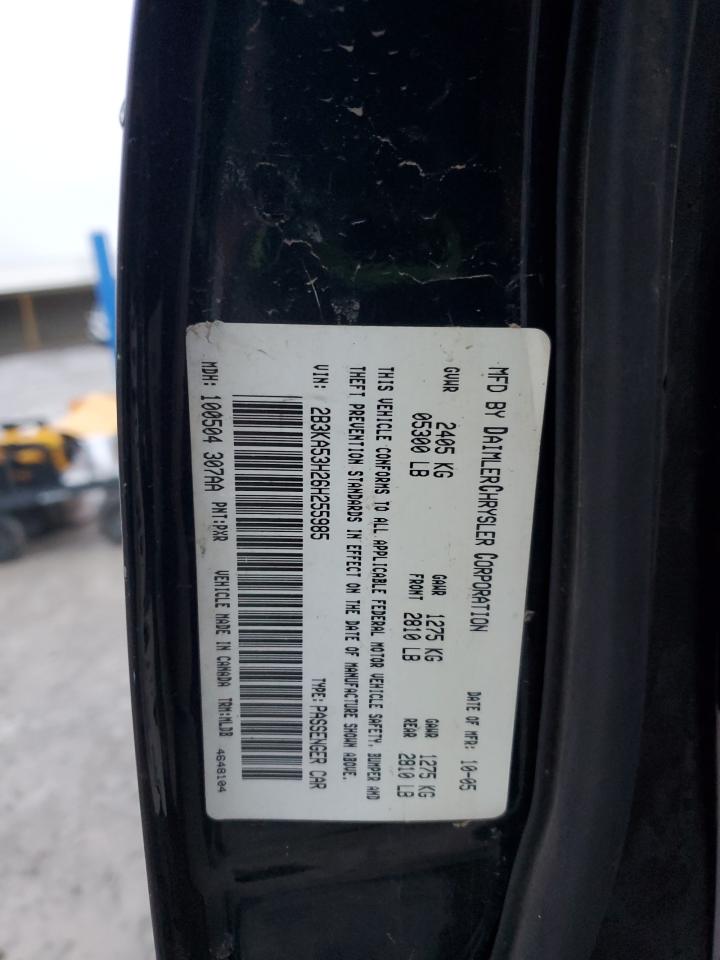 MFD BY DAIMLERCHRYSLER CORPORATION
DATE OF MFR: 10-05
GVWR 2405 KG 05300 LB
GAWR FRONT 1275 KG 2810 LB
GAWR REAR 1275 KG 2810 LB
THIS VEHICLE CONFORMS TO ALL APPLICABLE FEDERAL MOTOR VEHICLE SAFETY, BUMPER AND
THEFT PREVENTION STANDARDS IN EFFECT ON THE DATE OF MANUFACTURE SHOWN ABOVE.
VIN: 2B3KA53H26H255985 TYPE: PASSENGER CAR
MDH: 100504 307AA PNT:PXR VEHICLE MADE IN CANADA TRM:MLDB 4648104